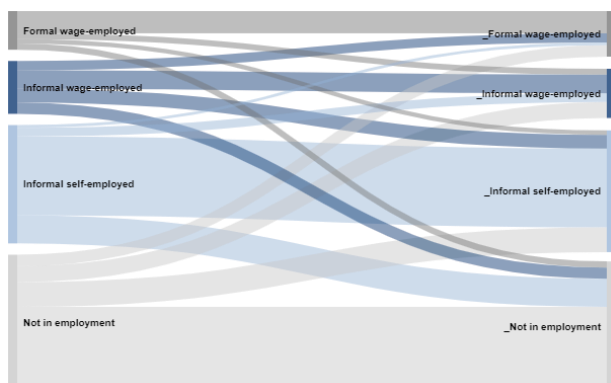 Formal wage-employed
_Formal wage-employed
Informal wage-employed
_Informal wage-employed
Informal self-employed
_Informal self-employed
Not in employment
_Not in employment